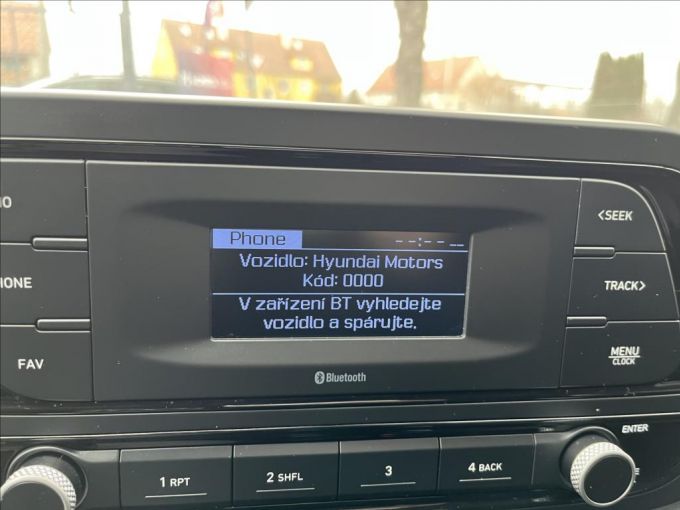 Phone --:-- --
Vozidlo: Hyundai Motors
Kód: 0000
V zařízení BT vyhledejte
vozidlo a spárujte.
Bluetooth
FAV
<SEEK
TRACK>
MENU
CLOCK
1 RPT
2 SHFL
3
4 BACK
ENTER